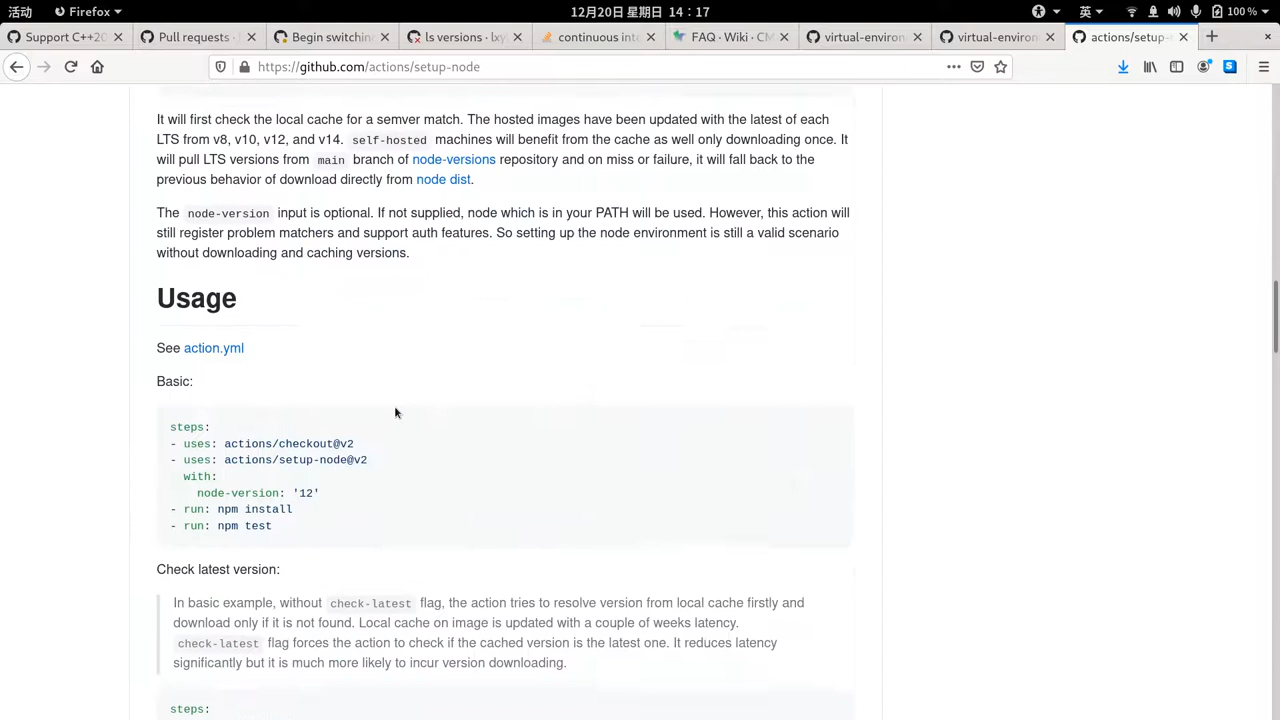 活动
Firefox
12月20日 星期日 14：17
英
100 %
Support C++20
Pull requests ·
Begin switchin
ls versions · lxy
continuous inte
FAQ · Wiki · CM
virtual-environ
virtual-environ
actions/setup-
https://github.com/actions/setup-node
It will first check the local cache for a semver match. The hosted images have been updated with the latest of each
LTS from v8, v10, v12, and v14. self-hosted machines will benefit from the cache as well only downloading once. It
will pull LTS versions from main branch of node-versions repository and on miss or failure, it will fall back to the
previous behavior of download directly from node dist.
The node-version input is optional. If not supplied, node which is in your PATH will be used. However, this action will
still register problem matchers and support auth features. So setting up the node environment is still a valid scenario
without downloading and caching versions.
Usage
See action.yml
Basic:
steps:
- uses: actions/checkout@v2
- uses: actions/setup-node@v2
with:
node-version: '12'
- run: npm install
- run: npm test
Check latest version:
In basic example, without check-latest flag, the action tries to resolve version from local cache firstly and
download only if it is not found. Local cache on image is updated with a couple of weeks latency.
check-latest flag forces the action to check if the cached version is the latest one. It reduces latency
significantly but it is much more likely to incur version downloading.
steps: